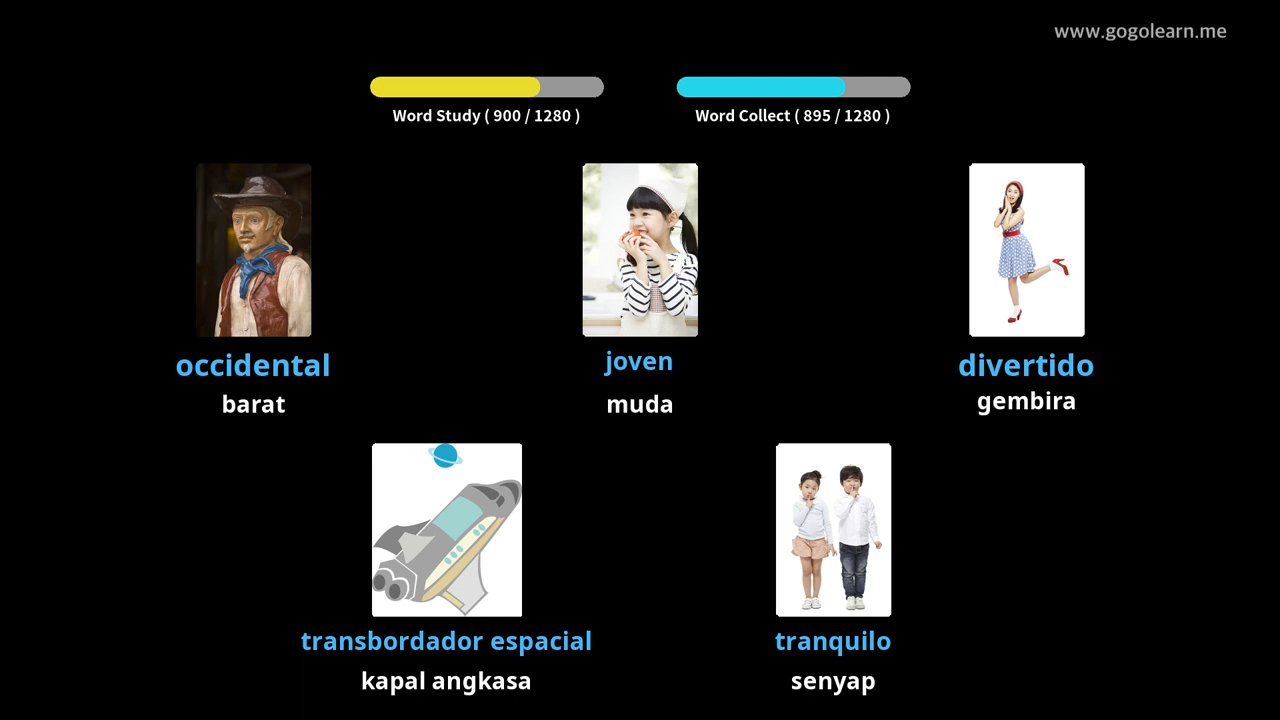 www.gogolearn.me
Word Study ( 900 / 1280 )
Word Collect ( 895 / 1280 )
occidental
barat
joven
muda
divertido
gembira
transbordador espacial
kapal angkasa
tranquilo
senyap